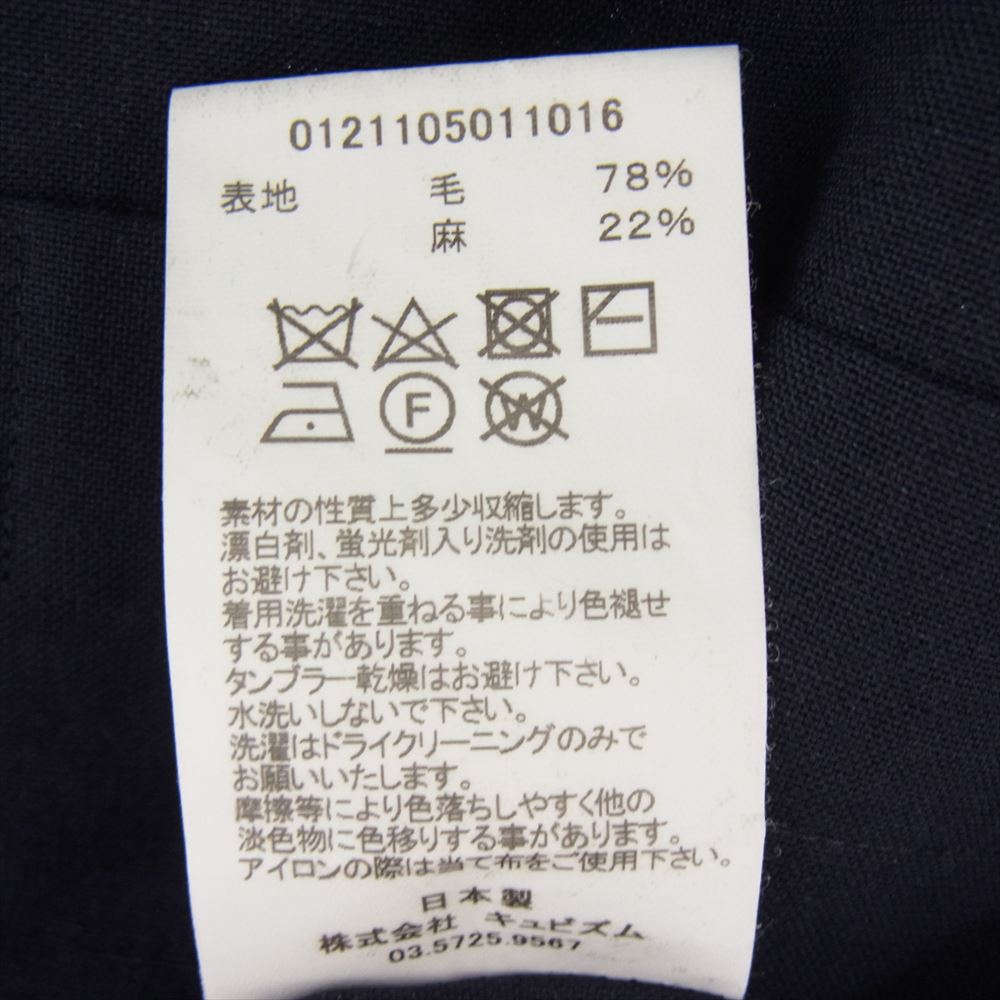 0121105011016
表地 毛 78%
麻 22%
F
W
素材の性質上多少収縮します。
漂白剤、蛍光剤入り洗剤の使用は
お避け下さい。
着用洗濯を重ねる事により色褪せ
する事があります。
タンブラー乾燥はお避け下さい。
水洗いしないで下さい。
洗濯はドライクリーニングのみで
お願いいたします。
摩擦等により色落ちしやすく他の
淡色物に色移りする事があります。
アイロンの際は当て布をご使用下さい。
日本製
株式会社 キュビズム
03.5725.9567